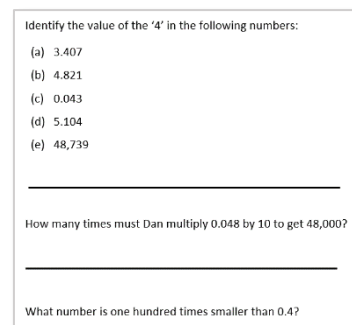 Identify the value of the ‘4’ in the following numbers:
(a) 3.407
(b) 4.821
(c) 0.043
(d) 5.104
(e) 48,739
How many times must Dan multiply 0.048 by 10 to get 48,000?
What number is one hundred times smaller than 0.4?